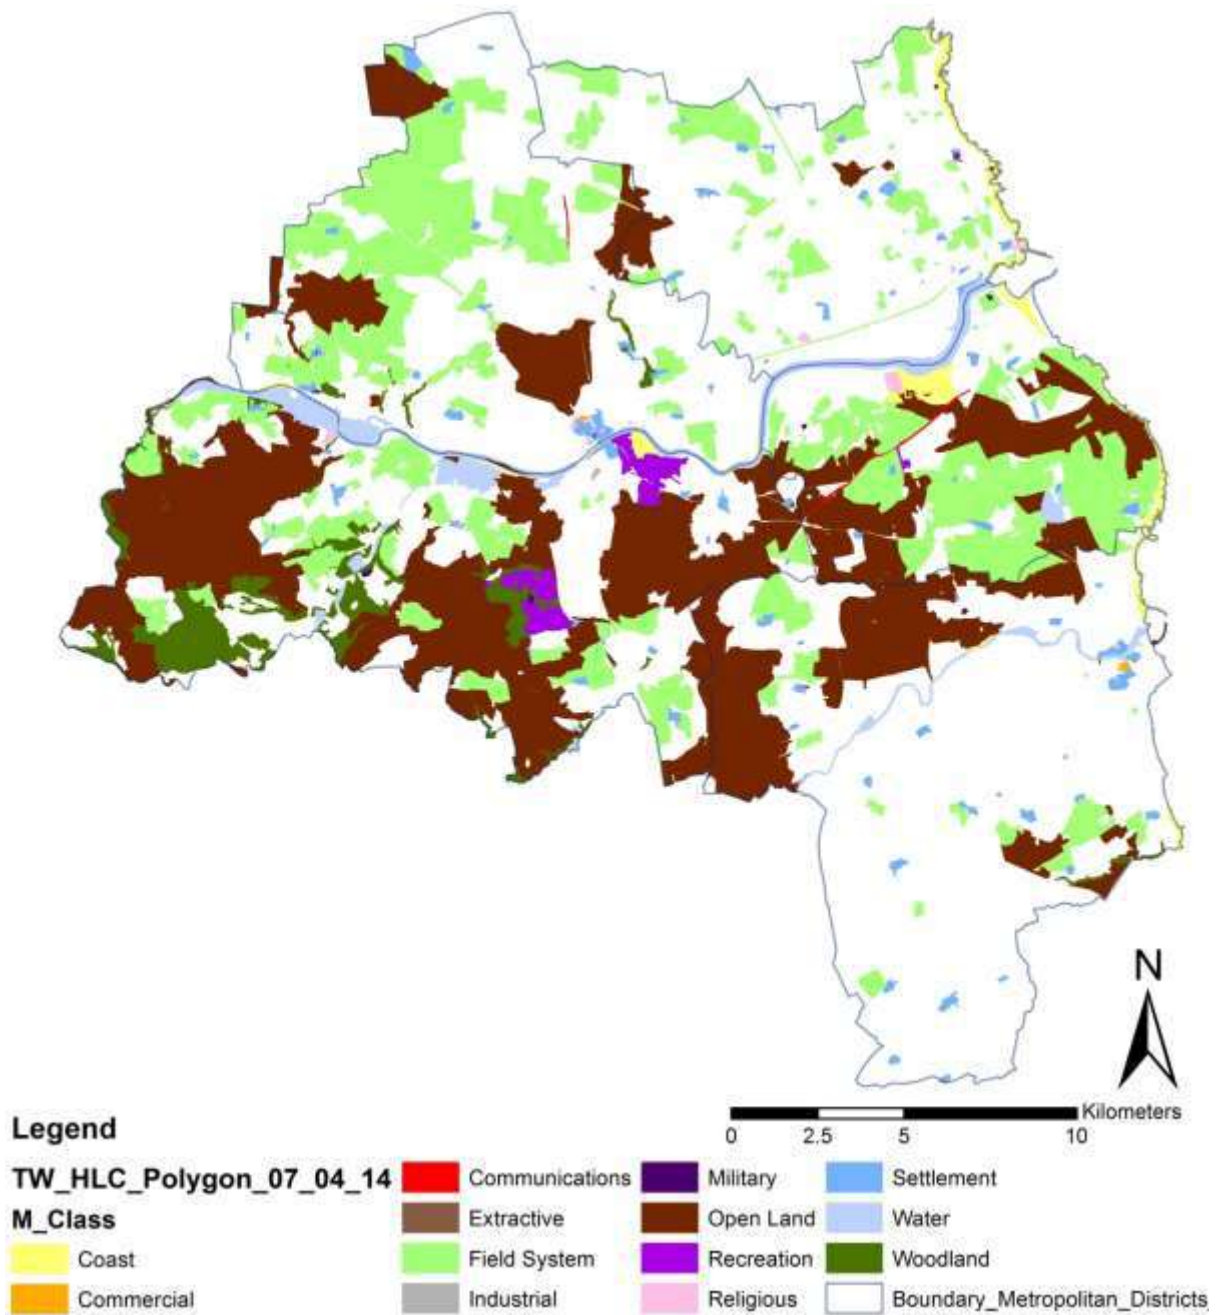 N
Kilometers
0 2.5 5 10
Legend
TW_HLC_Polygon_07_04_14
M_Class
Coast
Commercial
Communications
Extractive
Field System
Industrial
Military
Open Land
Recreation
Religious
Settlement
Water
Woodland
Boundary_Metropolitan_Districts